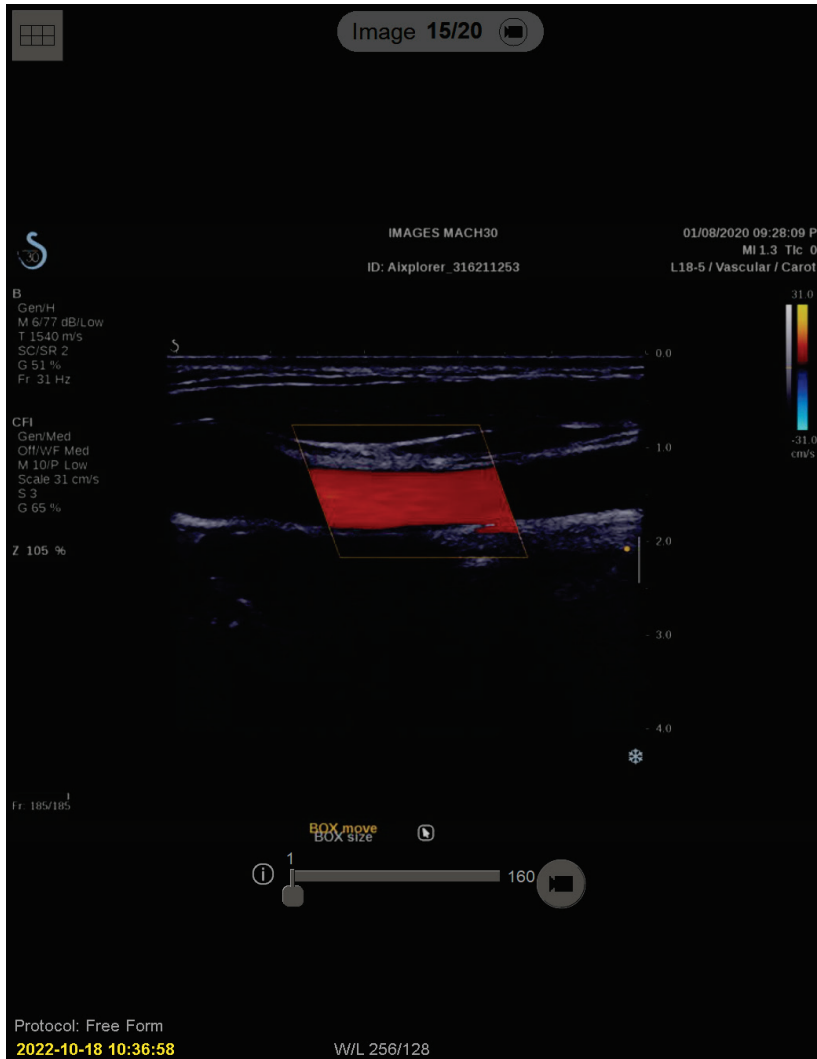 Image 15/20
30
IMAGES MACH30
ID: Aixplorer_316211253
01/08/2020 09:28:09 P
MI 1.3 TIc 0
L18-5 / Vascular / Carot
B
Gen/H
M 6/77 dB/Low
T 1540 m/s
SC/SR 2
G 51 %
Fr 31 Hz
CFI
Gen/Med
Off/WF Med
M 10/P Low
Scale 31 cm/s
S 3
G 65 %
Z 105 %
31.0
-31.0
cm/s
0.0
1.0
2.0
3.0
4.0
Fr: 185/185
BOX move
BOX size
1
160
Protocol: Free Form
2022-10-18 10:36:58
W/L 256/128